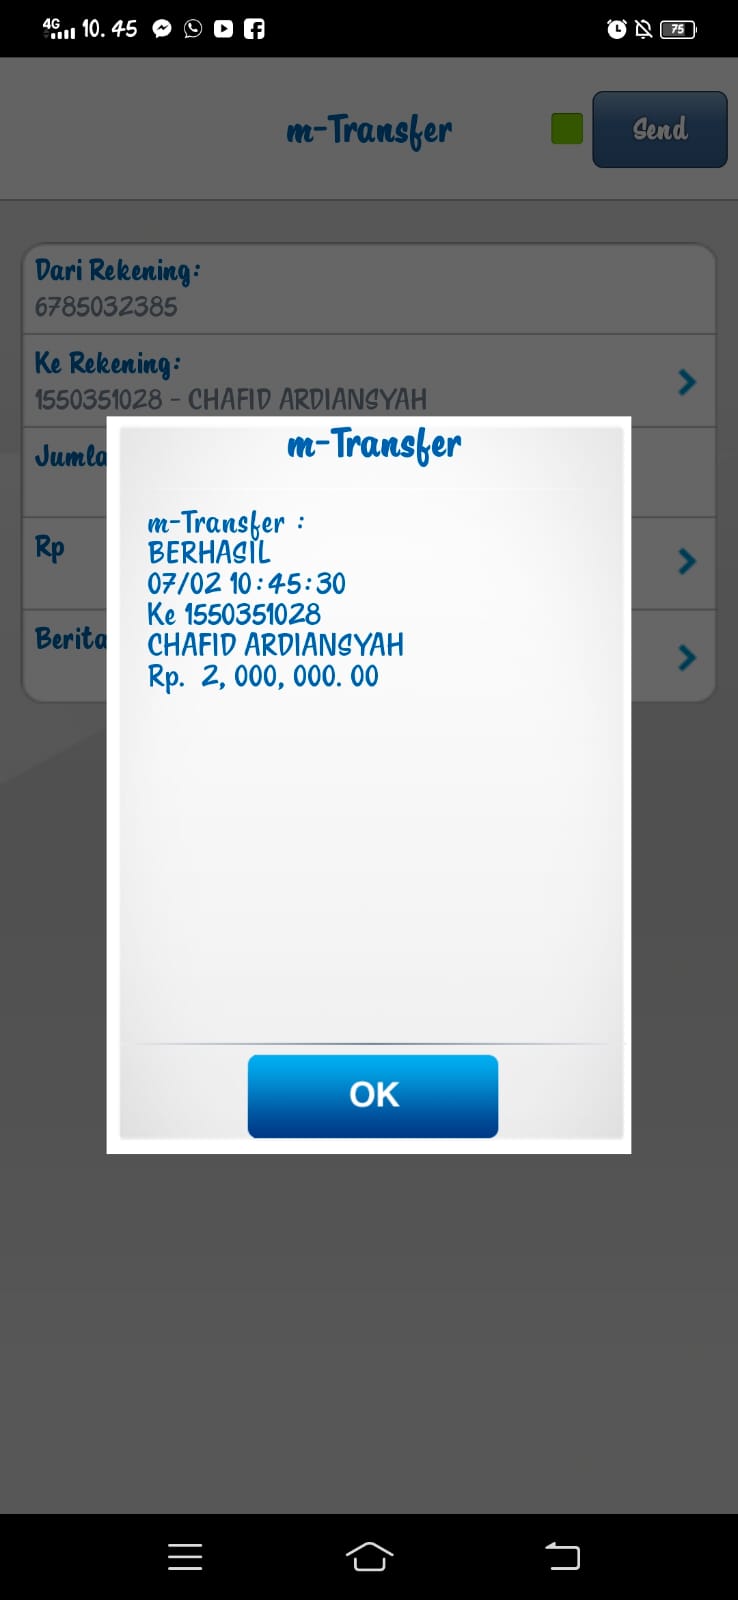 4G 10. 45 75
m-Transfer Send
Dari Rekening:
6785032385
Ke Rekening:
1550351028 - CHAFID ARDIANSYAH
Jumla
Rp
Berita
m-Transfer
m-Transfer :
BERHASIL
07/02 10:45:30
Ke 1550351028
CHAFID ARDIANSYAH
Rp. 2, 000, 000. 00
OK